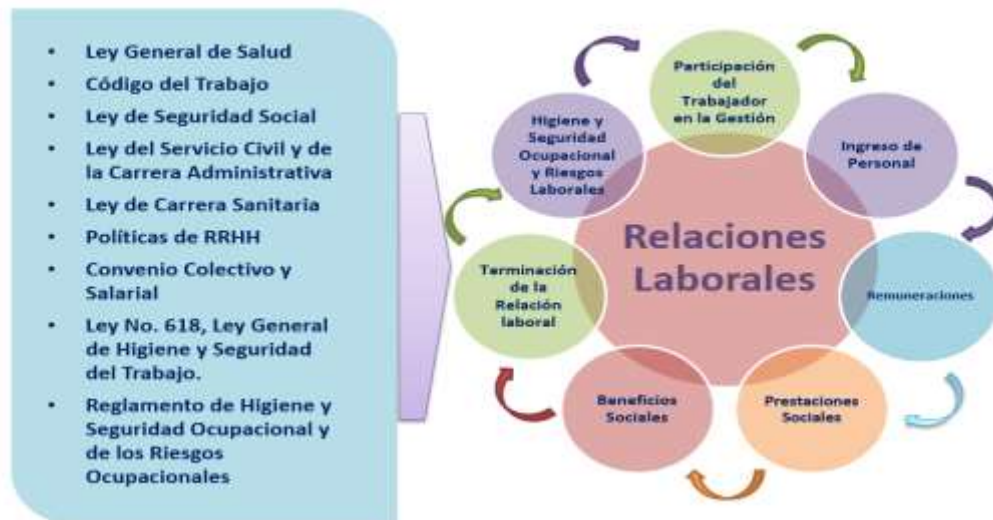 • Ley General de Salud
• Código del Trabajo
• Ley de Seguridad Social
• Ley del Servicio Civil y de
la Carrera Administrativa
• Ley de Carrera Sanitaria
• Políticas de RRHH
• Convenio Colectivo y
Salarial
• Ley No. 618, Ley General
de Higiene y Seguridad
del Trabajo.
• Reglamento de Higiene y
Seguridad Ocupacional y
de los Riesgos
Ocupacionales
Participación
del
Trabajador
en la Gestión
Ingreso de
Personal
Remuneraciones
Prestaciones
Sociales
Beneficios
Sociales
Terminación
de la
Relación
laboral
Higiene y
Seguridad
Ocupacional
y Riesgos
Laborales
Relaciones
Laborales